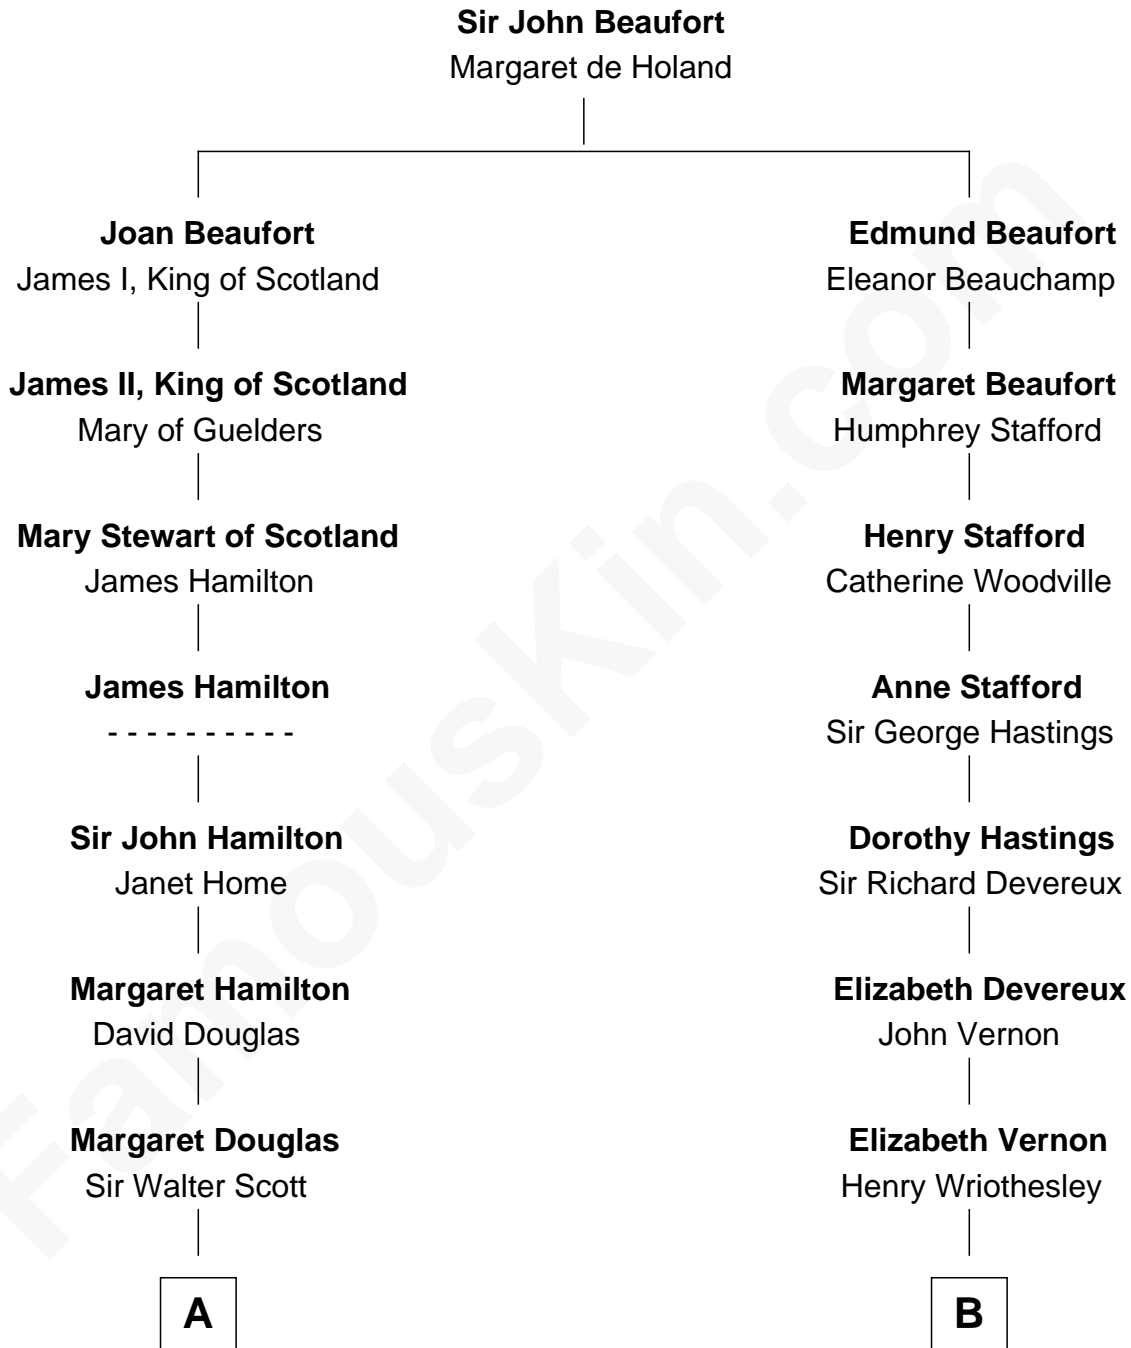 Sir John Beaufort
Margaret de Holand
Joan Beaufort
James I, King of Scotland
James II, King of Scotland
Mary of Guelders
Mary Stewart of Scotland
James Hamilton
James Hamilton
- - - - - - - - - -
Sir John Hamilton
Janet Home
Margaret Hamilton
David Douglas
Margaret Douglas
Sir Walter Scott
A
Edmund Beaufort
Eleanor Beauchamp
Margaret Beaufort
Humphrey Stafford
Henry Stafford
Catherine Woodville
Anne Stafford
Sir George Hastings
Dorothy Hastings
Sir Richard Devereux
Elizabeth Devereux
John Vernon
Elizabeth Vernon
Henry Wriothesley
B
FamousKin.com